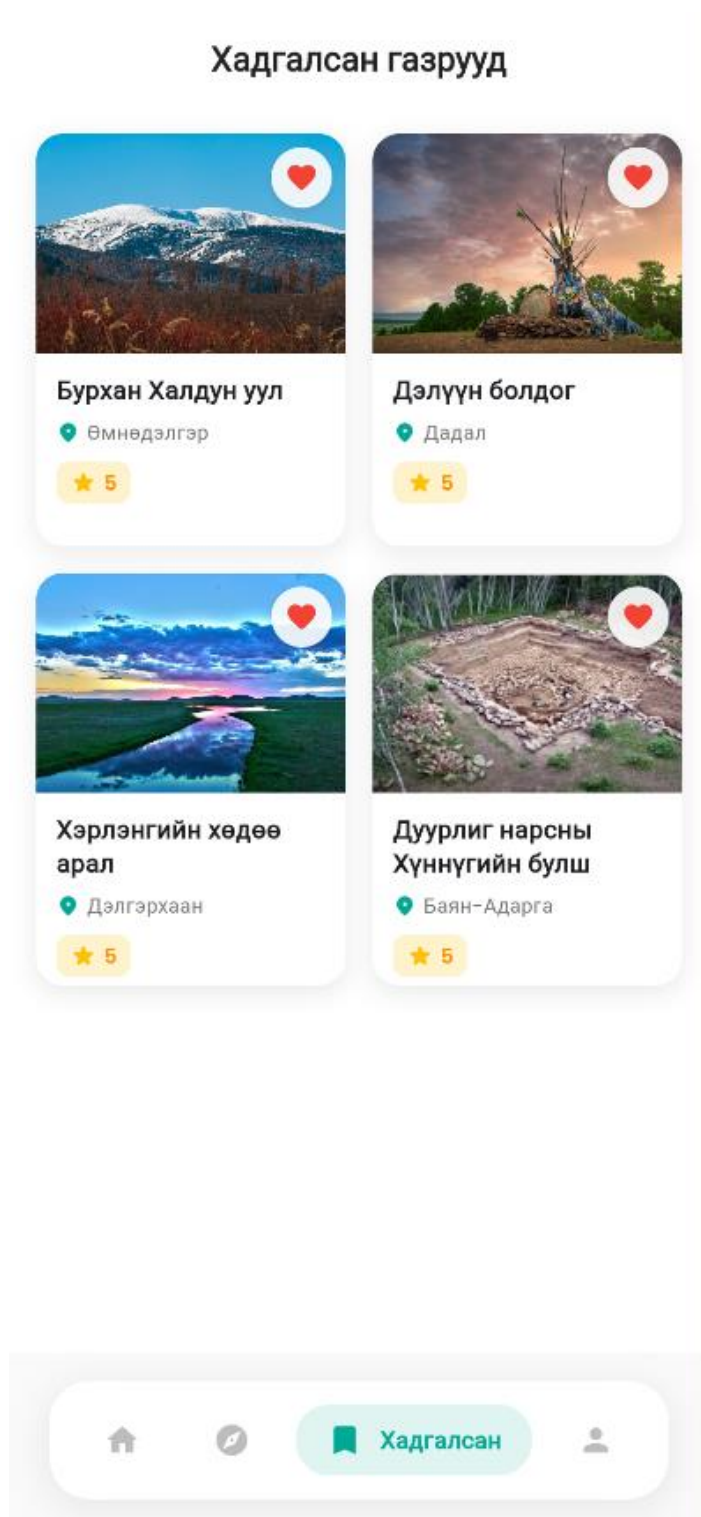 Хадгалсан газрууд
Бурхан Халдун уул
Өмнөдэлгэр
5
Дэлүүн болдог
Дадал
5
Хэрлэнгийн хөдөө
арал
Дэлгэрхаан
5
Дуурлиг нарсны
Хүннүгийн булш
Баян-Адарга
5
Хадгалсан